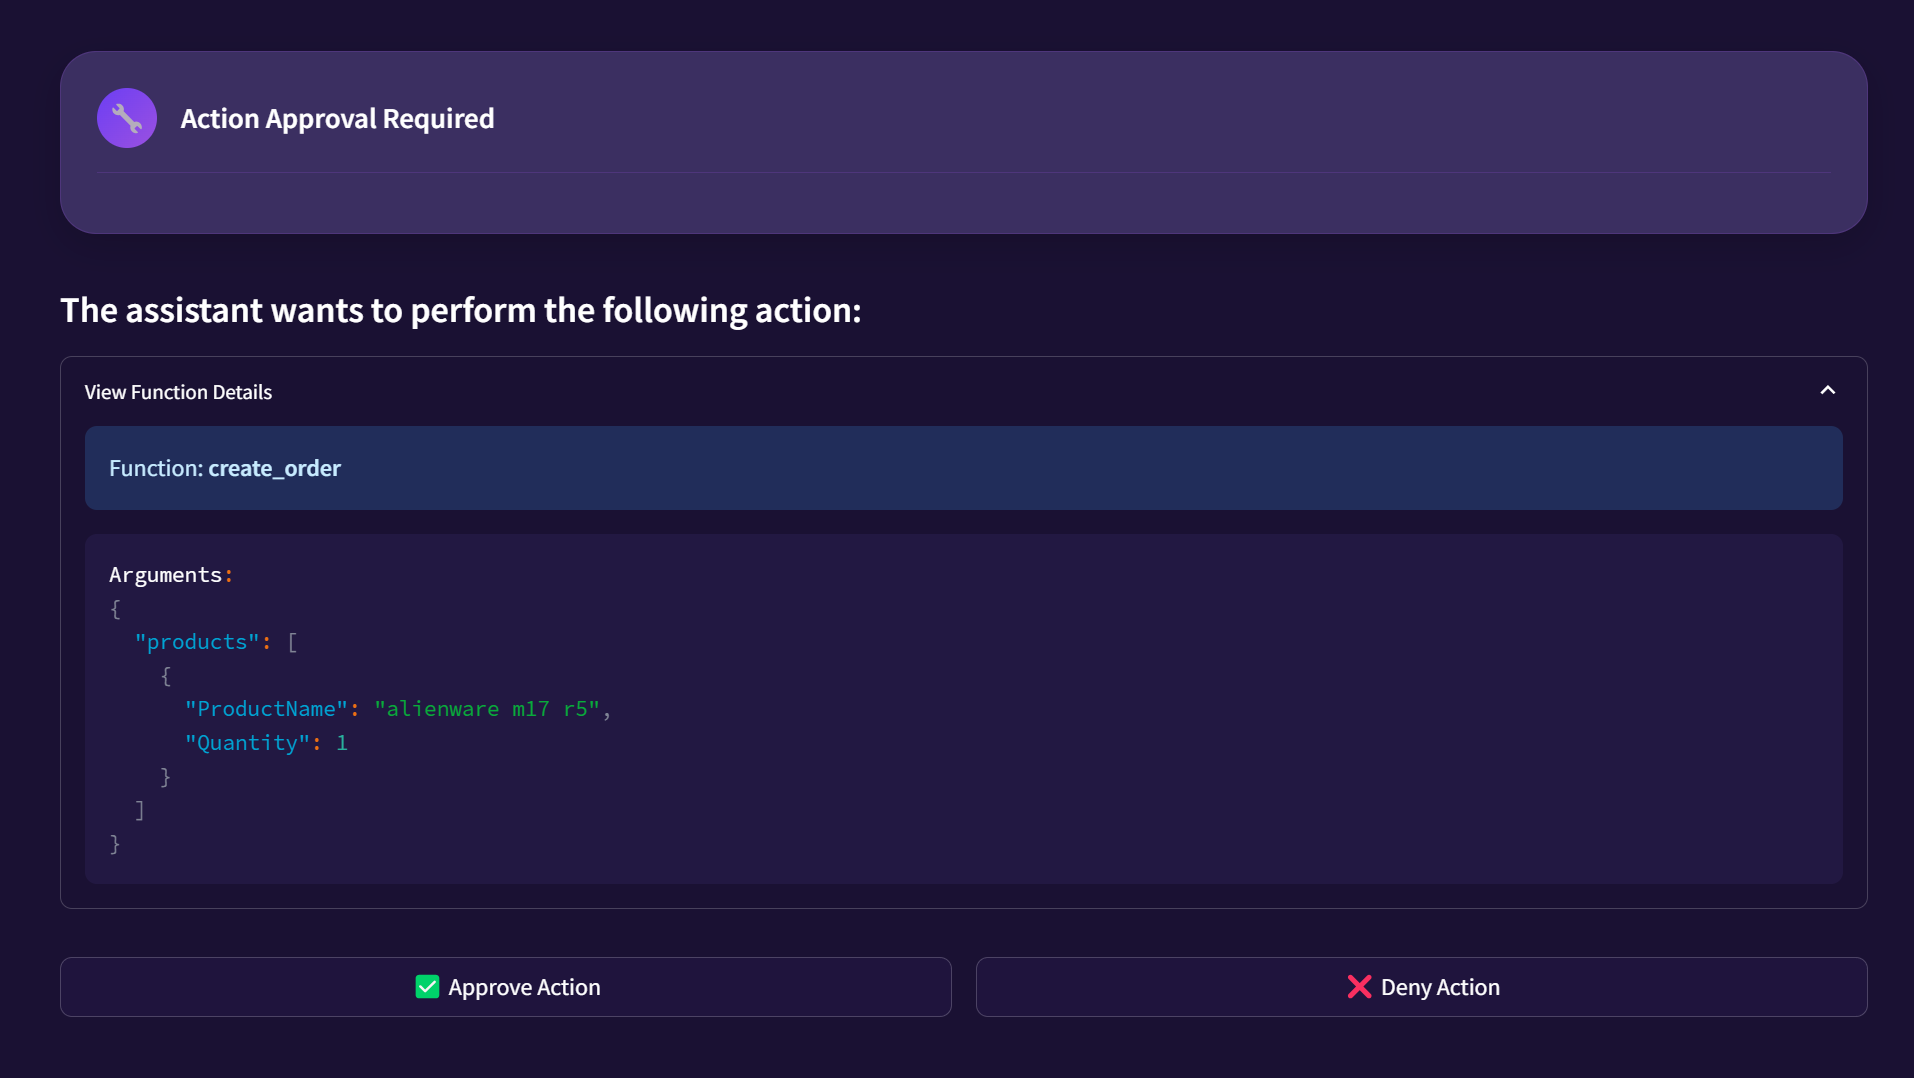 Action Approval Required
The assistant wants to perform the following action:
View Function Details
Function: create_order
Arguments:
{
  "products": [
    {
      "ProductName": "alienware m17 r5",
      "Quantity": 1
    }
  ]
}
Approve Action
Deny Action